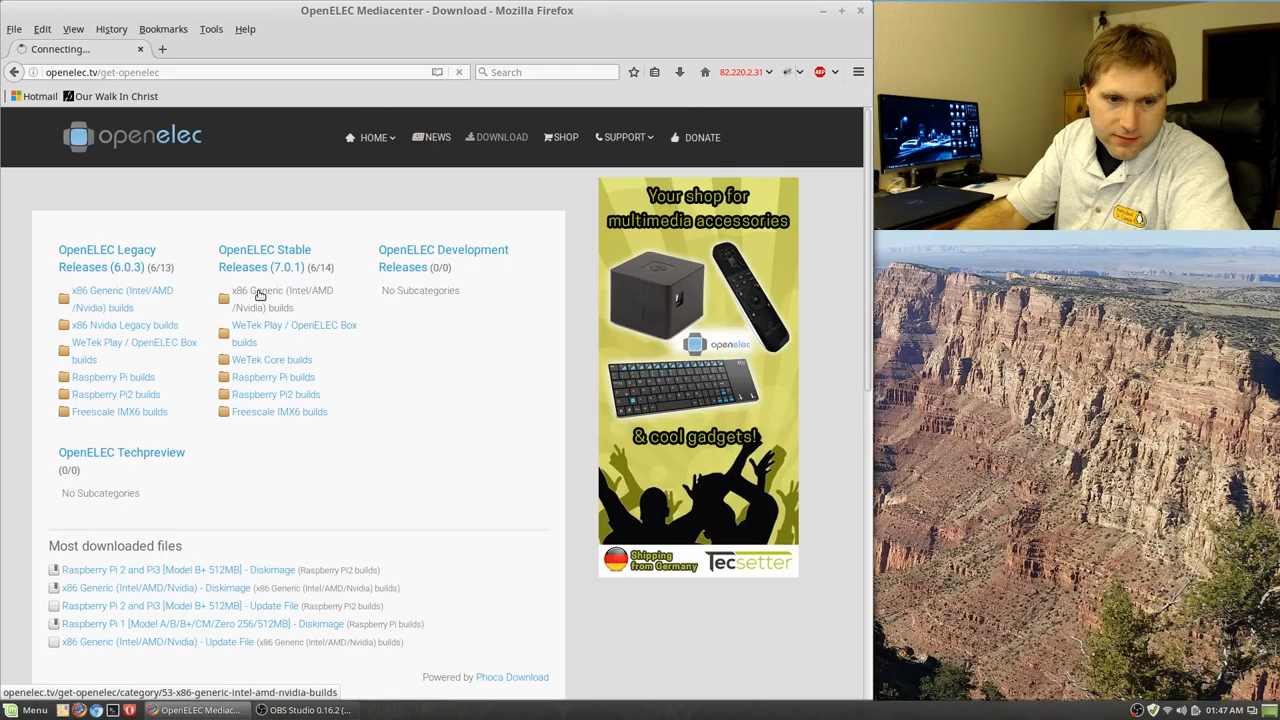 OpenELEC Mediacenter - Download - Mozilla Firefox
File Edit View History Bookmarks Tools Help
Connecting...
openelec.tv/get-openelec
Search
82.220.2.31
ABP
Hotmail Our Walk In Christ
openelec
HOME NEWS DOWNLOAD SHOP SUPPORT DONATE
OpenELEC Legacy
Releases (6.0.3) (6/13)
x86 Generic (Intel/AMD
/Nvidia) builds
x86 Nvidia Legacy builds
WeTek Play / OpenELEC Box
builds
Raspberry Pi builds
Raspberry Pi2 builds
Freescale IMX6 builds
OpenELEC Stable
Releases (7.0.1) (6/14)
x86 Generic (Intel/AMD
/Nvidia) builds
WeTek Play / OpenELEC Box
builds
WeTek Core builds
Raspberry Pi builds
Raspberry Pi2 builds
Freescale IMX6 builds
OpenELEC Development
Releases (0/0)
No Subcategories
OpenELEC Techpreview
(0/0)
No Subcategories
Most downloaded files
Raspberry Pi 2 and Pi3 [Model B+ 512MB] - Diskimage (Raspberry Pi2 builds)
x86 Generic (Intel/AMD/Nvidia) - Diskimage (x86 Generic (Intel/AMD/Nvidia) builds)
Raspberry Pi 2 and Pi3 [Model B+ 512MB] - Update File (Raspberry Pi2 builds)
Raspberry Pi 1 [Model A/B/B+/CM/Zero 256/512MB] - Diskimage (Raspberry Pi builds)
x86 Generic (Intel/AMD/Nvidia) - Update File (x86 Generic (Intel/AMD/Nvidia) builds)
Powered by Phoca Download
Your shop for
multimedia accessories
openelec
& cool gadgets!
Shipping
from Germany
Tecsetter
openelec.tv/get-openelec/category/53-x86-generic-intel-amd-nvidia-builds
Menu
OpenELEC Mediac...
OBS Studio 0.16.2 (...
01:47 AM